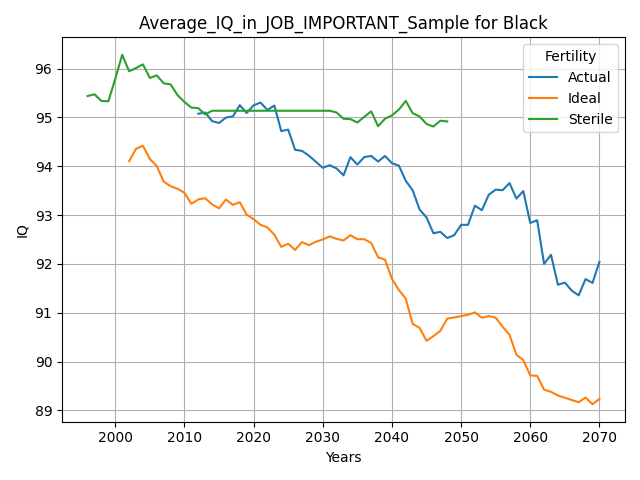 Average_IQ_in_JOB_IMPORTANT_Sample for Black
Fertility
Actual
Ideal
Sterile
IQ
96
95
94
93
92
91
90
89
2000 2010 2020 2030 2040 2050 2060 2070
Years